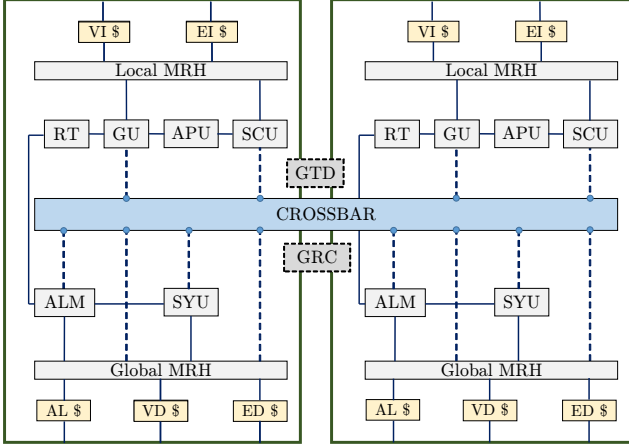 VI $ EI $ VI $ EI $
Local MRH Local MRH
RT GU APU SCU RT GU APU SCU
GTD
CROSSBAR
GRC
ALM SYU ALM SYU
Global MRH Global MRH
AL $ VD $ ED $ AL $ VD $ ED $